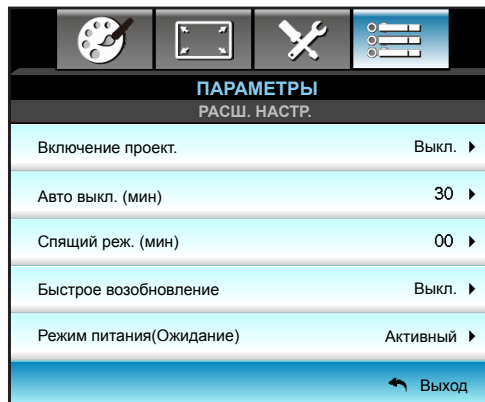 ПАРАМЕТРЫ
РАСШ. НАСТР.
Включение проект. Выкл.
Авто выкл. (мин) 30
Спящий реж. (мин) 00
Быстрое возобновление Выкл.
Режим питания(Ожидание) Активный
Выход